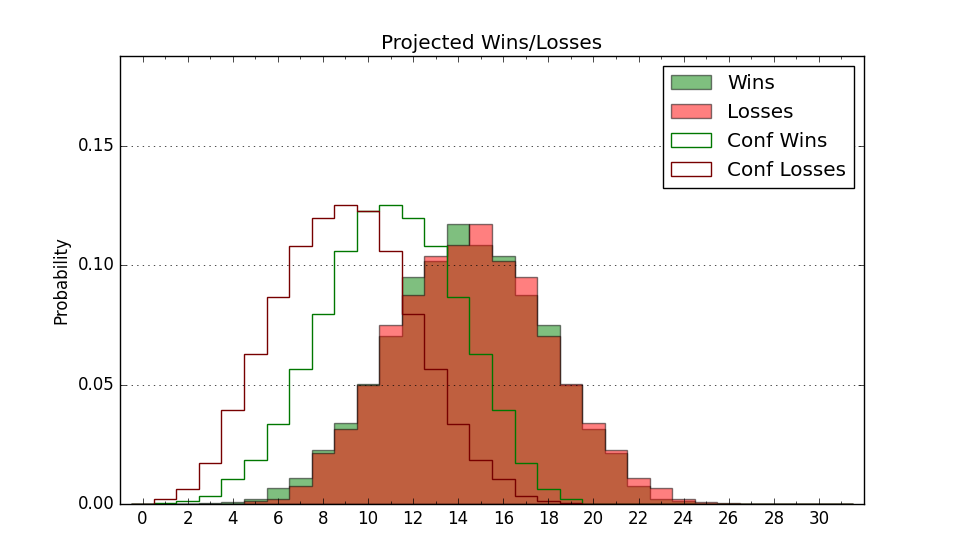 Projected Wins/Losses
Wins
Losses
Conf Wins
Conf Losses
Probability
0.15
0.10
0.05
0.00
0 2 4 6 8 10 12 14 16 18 20 22 24 26 28 30